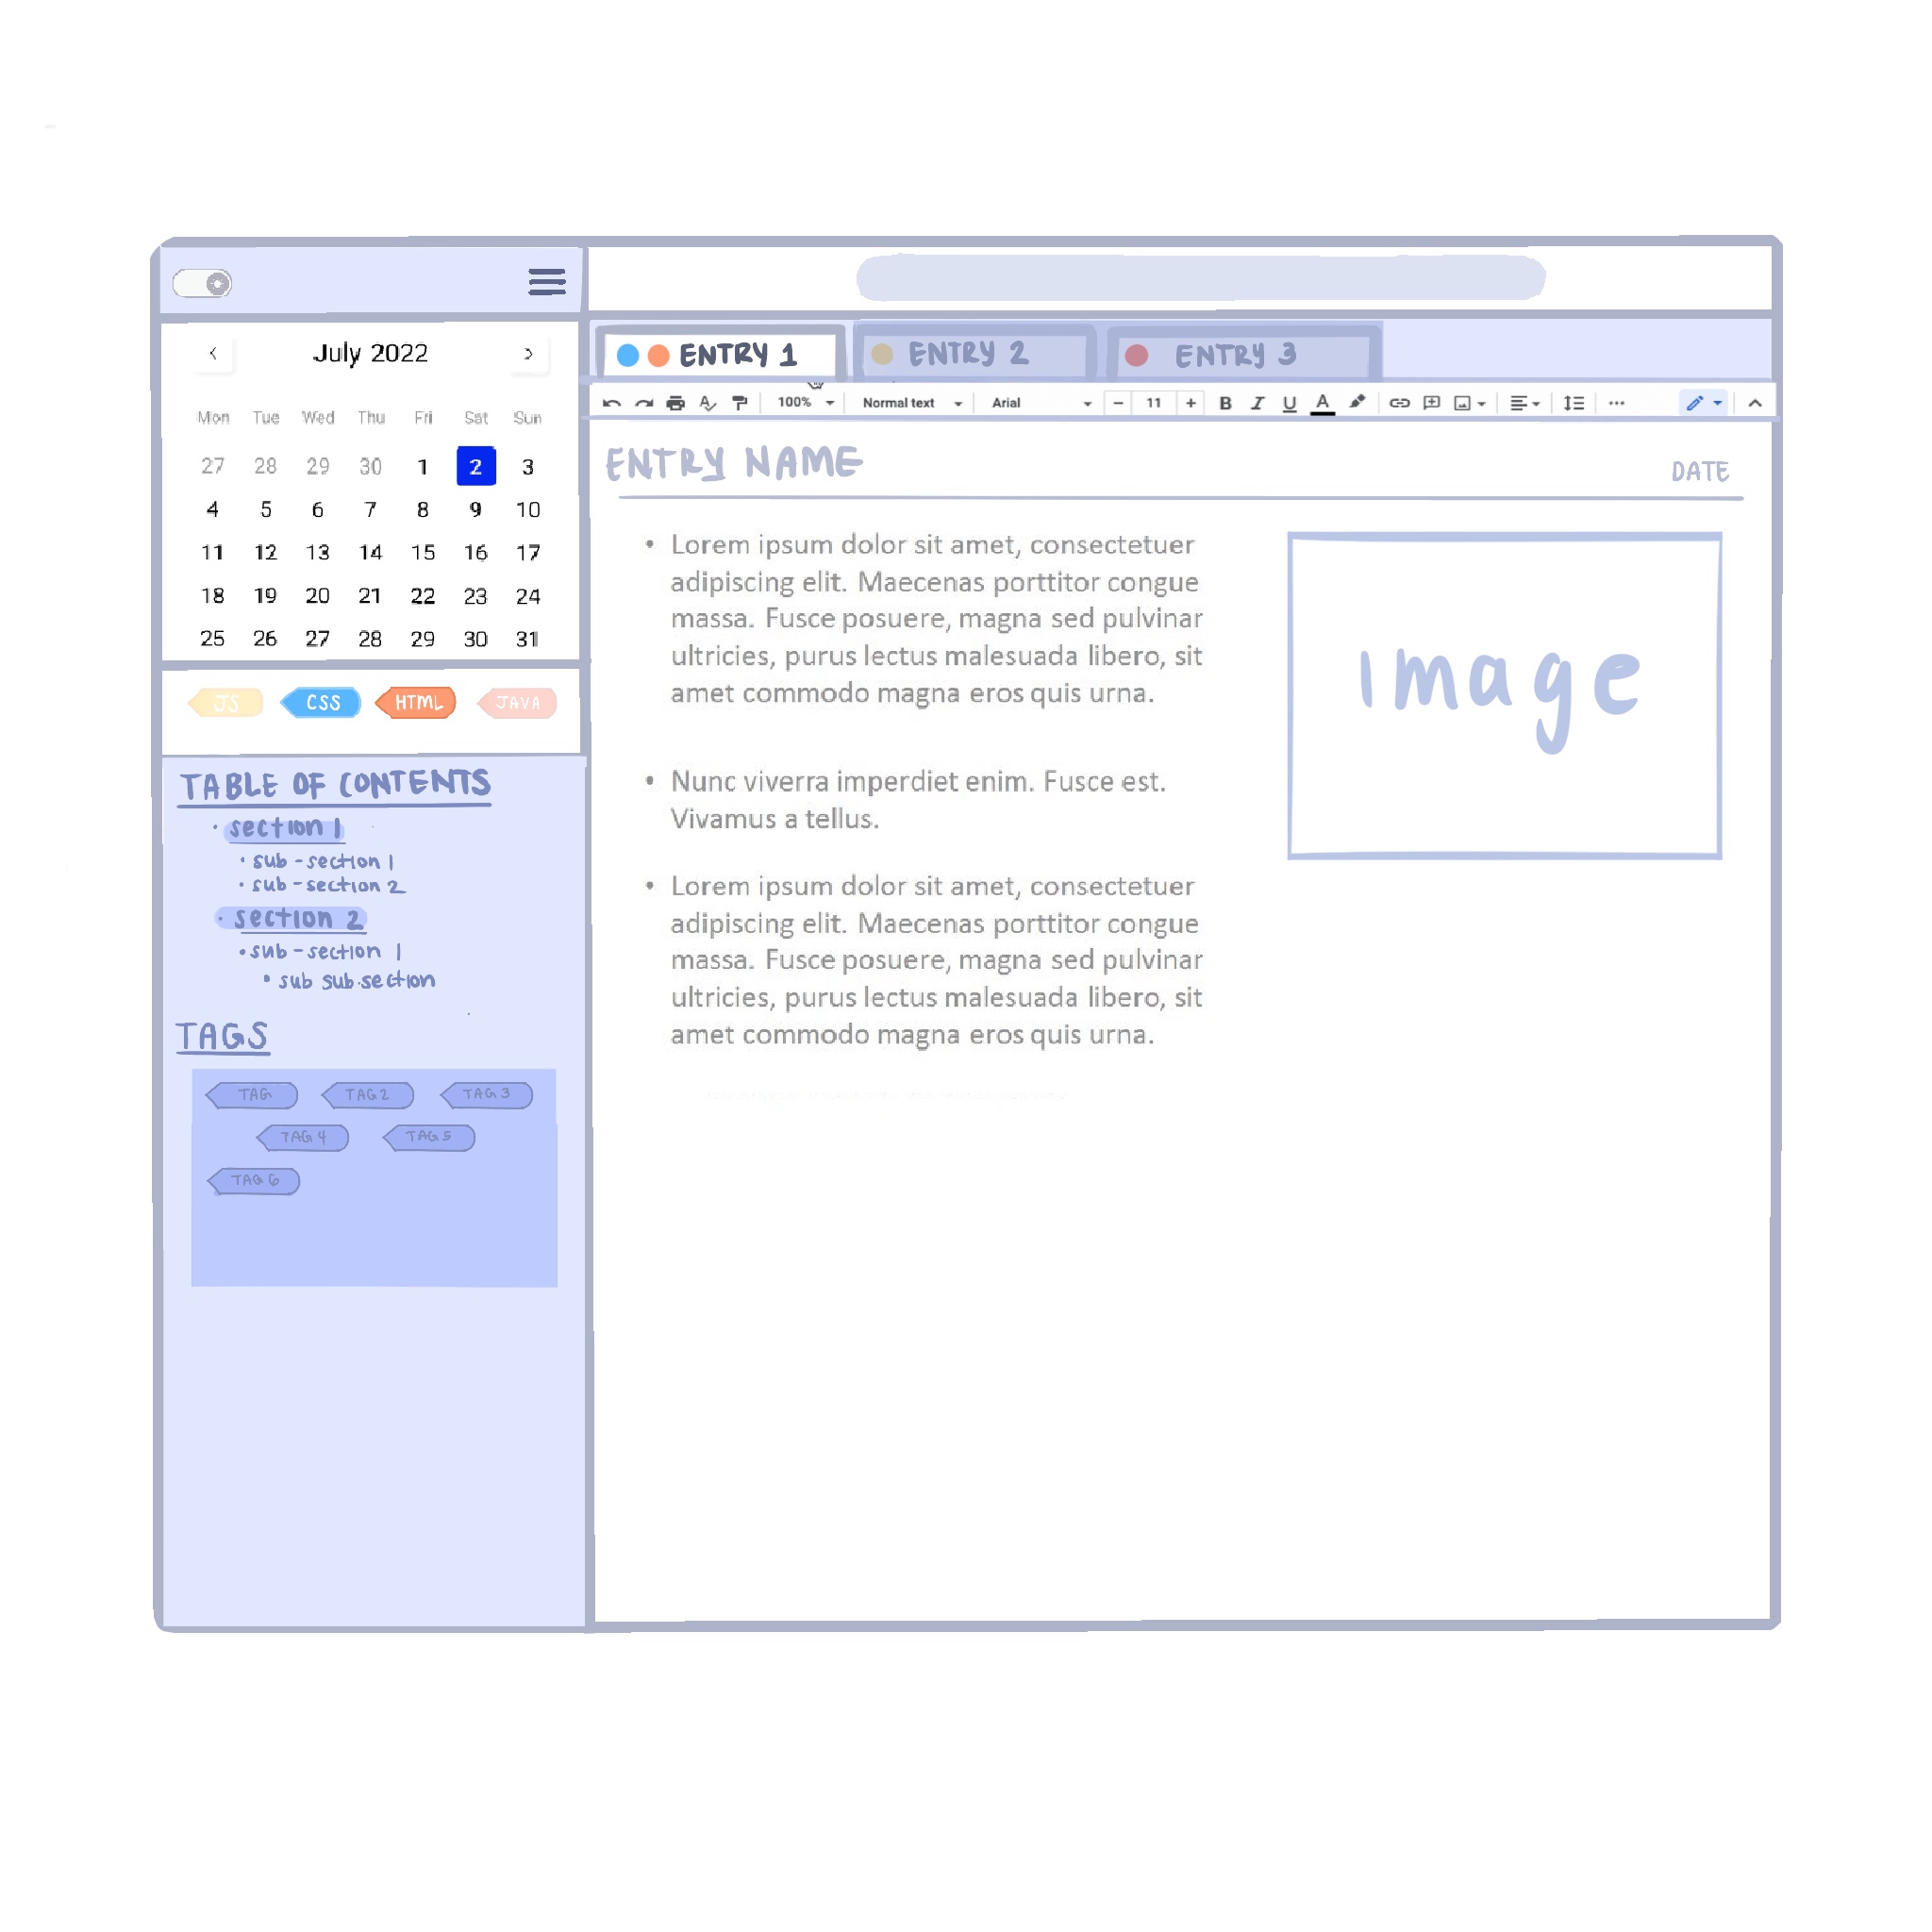 July 2022
Mon Tue Wed Thu Fri Sat Sun
27 28 29 30 1 2 3
4 5 6 7 8 9 10
11 12 13 14 15 16 17
18 19 20 21 22 23 24
25 26 27 28 29 30 31
JS CSS HTML JAVA
TABLE OF CONTENTS
• section 1
• sub-section 1
• sub-section 2
• section 2
• sub-section 1
• sub sub-section
TAGS
TAG TAG 2 TAG 3
TAG 4 TAG 5
TAG 6
ENTRY 1 ENTRY 2 ENTRY 3
100% Normal text Arial − 11 + B I U A
ENTRY NAME DATE
• Lorem ipsum dolor sit amet, consectetuer
adipiscing elit. Maecenas porttitor congue
massa. Fusce posuere, magna sed pulvinar
ultricies, purus lectus malesuada libero, sit
amet commodo magna eros quis urna.
• Nunc viverra imperdiet enim. Fusce est.
Vivamus a tellus.
• Lorem ipsum dolor sit amet, consectetuer
adipiscing elit. Maecenas porttitor congue
massa. Fusce posuere, magna sed pulvinar
ultricies, purus lectus malesuada libero, sit
amet commodo magna eros quis urna.
Image